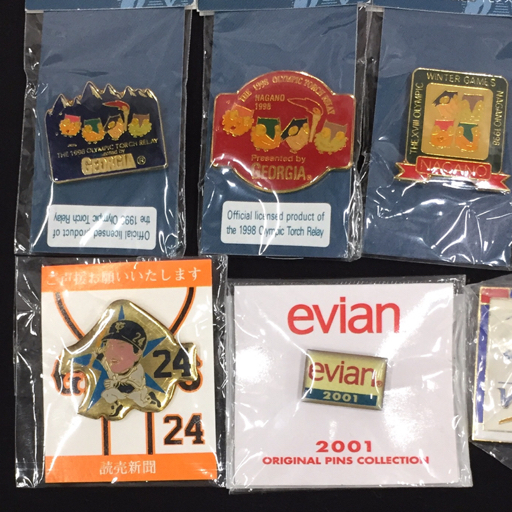 THE 1998 OLYMPIC TORCH RELAY
Presented by
GEORGIA ®
Official licensed product of
the 1998 Olympic Torch Relay
THE 1998 OLYMPIC TORCH RELAY
NAGANO
1998
Presented by
GEORGIA ®
Official licensed product of
the 1998 Olympic Torch Relay
WINTER GAMES
THE XVIII OLYMPIC
NAGANO 1998
NAGANO
ご声援お願いいたします
24
24
24
読売新聞
evian
evian
2001
2001
ORIGINAL PINS COLLECTION